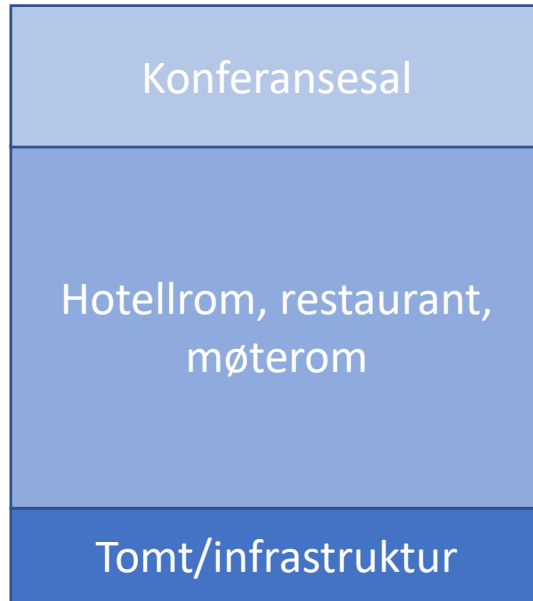 Konferansesal
Hotellrom, restaurant,
møterom
Tomt/infrastruktur